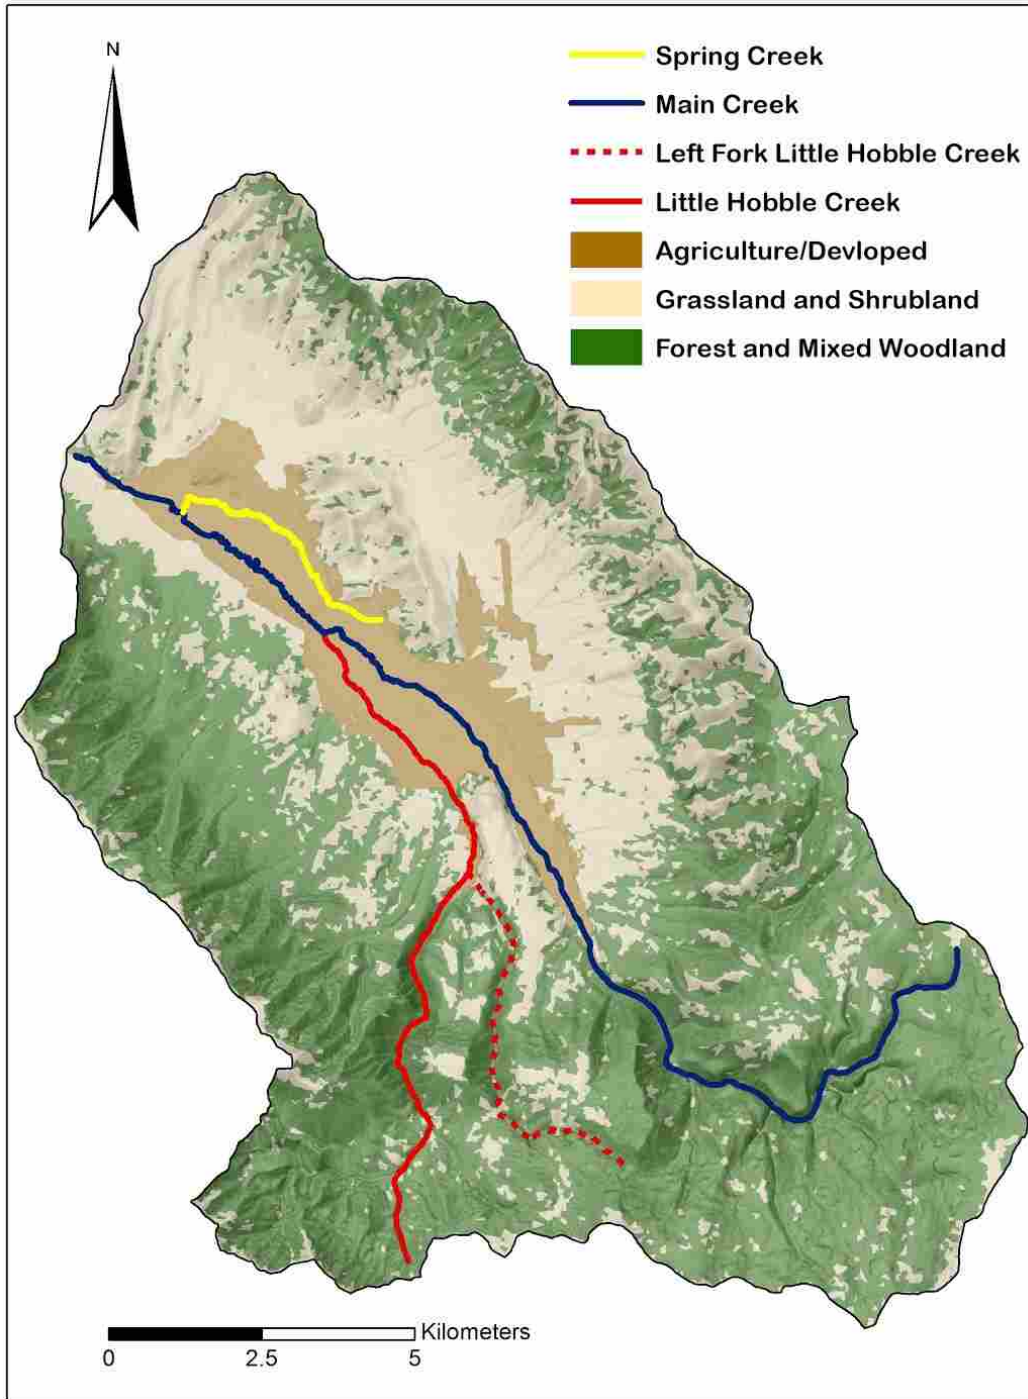 N
Spring Creek
Main Creek
Left Fork Little Hobble Creek
Little Hobble Creek
Agriculture/Devloped
Grassland and Shrubland
Forest and Mixed Woodland
Kilometers
0 2.5 5